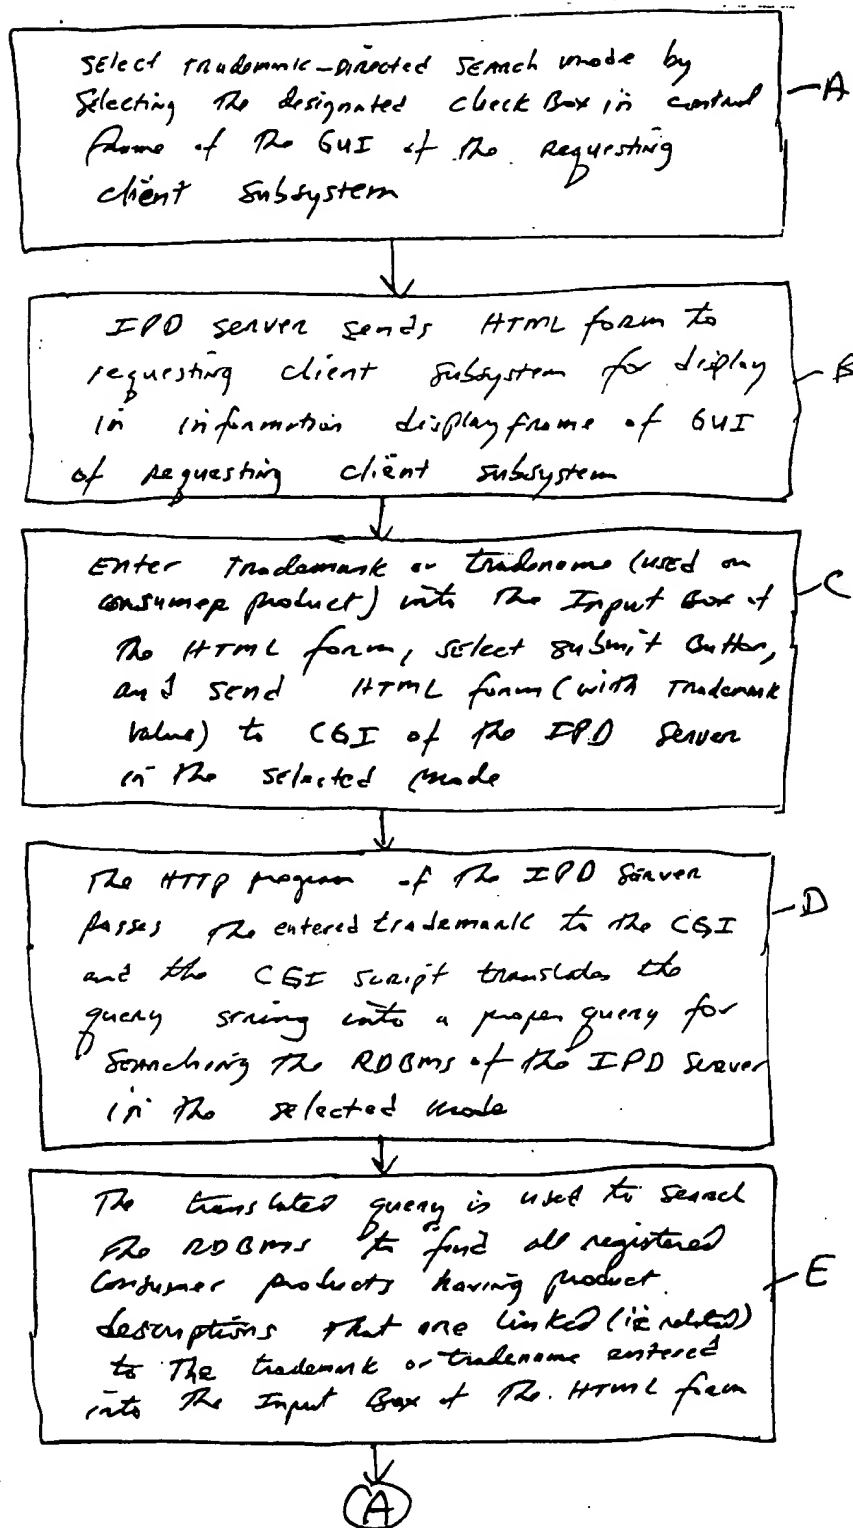 Select Trademark-Directed Search mode by
Selecting the designated check Box in control
frame of the GUI of the requesting
client subsystem
A
IPD server sends HTML form to
requesting client subsystem for display
in information display frame of GUI
of requesting client subsystem
B
Enter Trademark or tradename (used on
consumer product) into the Input Box of
the HTML form, select submit Button,
and send HTML form (with Trademark
value) to CGI of the IPD Server
in the selected mode
C
The HTTP program of the IPD Server
passes the entered trademark to the CGI
and the CGI script translates the
query string into a proper query for
searching the RDBMS of the IPD Server
in the selected mode
D
The translated query is used to search
the RDBMS to find all registered
consumer products having product
descriptions that are linked (ie related)
to the trademark or tradename entered
into the Input Box of the HTML form
E
A